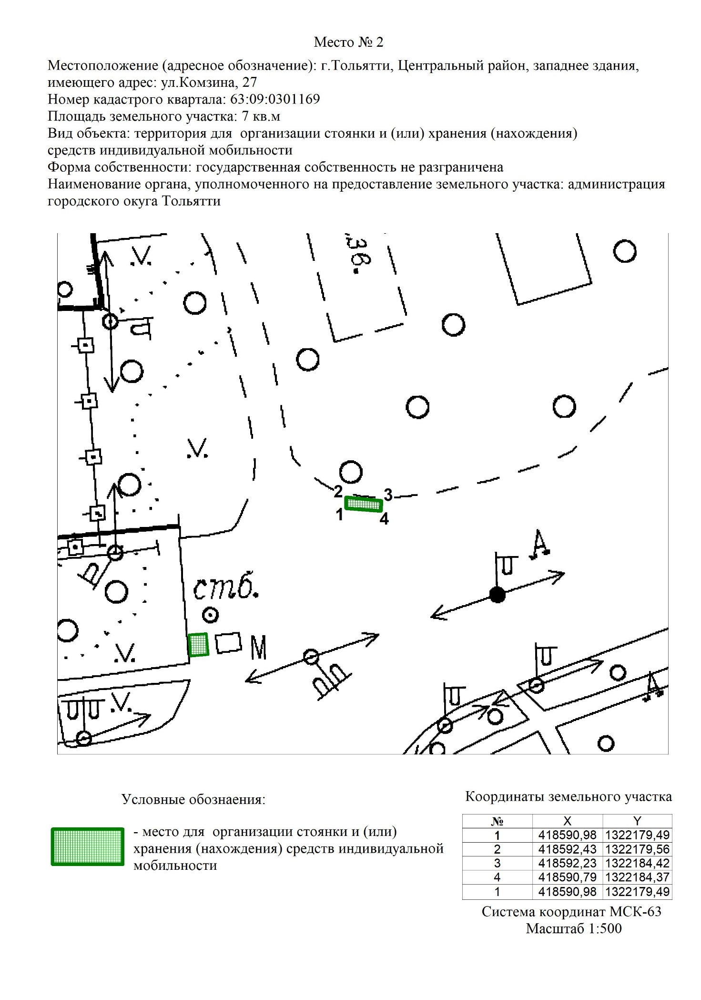 Место № 2
Местоположение (адресное обозначение): г.Тольятти, Центральный район, западнее здания,
имеющего адрес: ул.Комзина, 27
Номер кадастрого квартала: 63:09:0301169
Площадь земельного участка: 7 кв.м
Вид объекта: территория для  организации стоянки и (или) хранения (нахождения)
средств индивидуальной мобильности
Форма собственности: государственная собственность не разграничена
Наименование органа, уполномоченного на предоставление земельного участка: администрация
городского окуга Тольятти
2 3
1 4
А
стб.
М
А
Условные обознаения:
- место для  организации стоянки и (или)
хранения (нахождения) средств индивидуальной
мобильности
Координаты земельного участка
№ X Y
1 418590,98 1322179,49
2 418592,43 1322179,56
3 418592,23 1322184,42
4 418590,79 1322184,37
1 418590,98 1322179,49
Система координат МСК-63
Масштаб 1:500